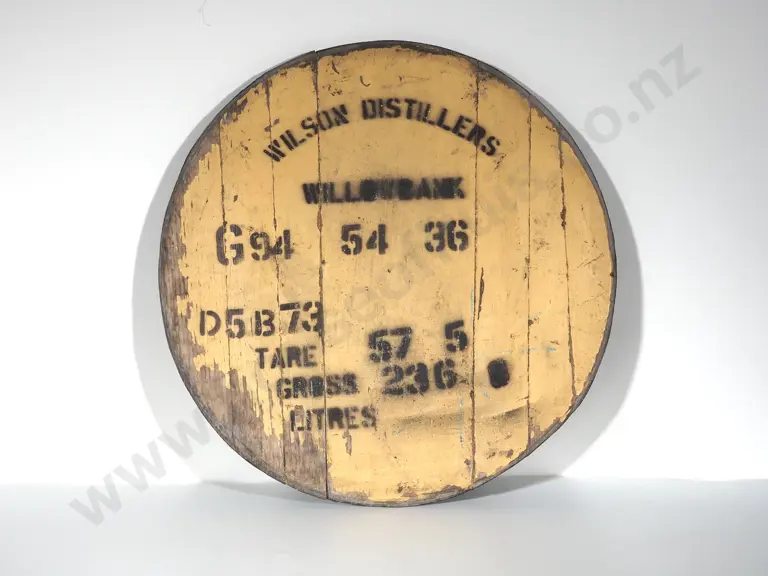 WILSON DISTILLERS
WILLOWBANK
G94 54 36
D5B73
TARE 57 5
GROSS 236
LITRES